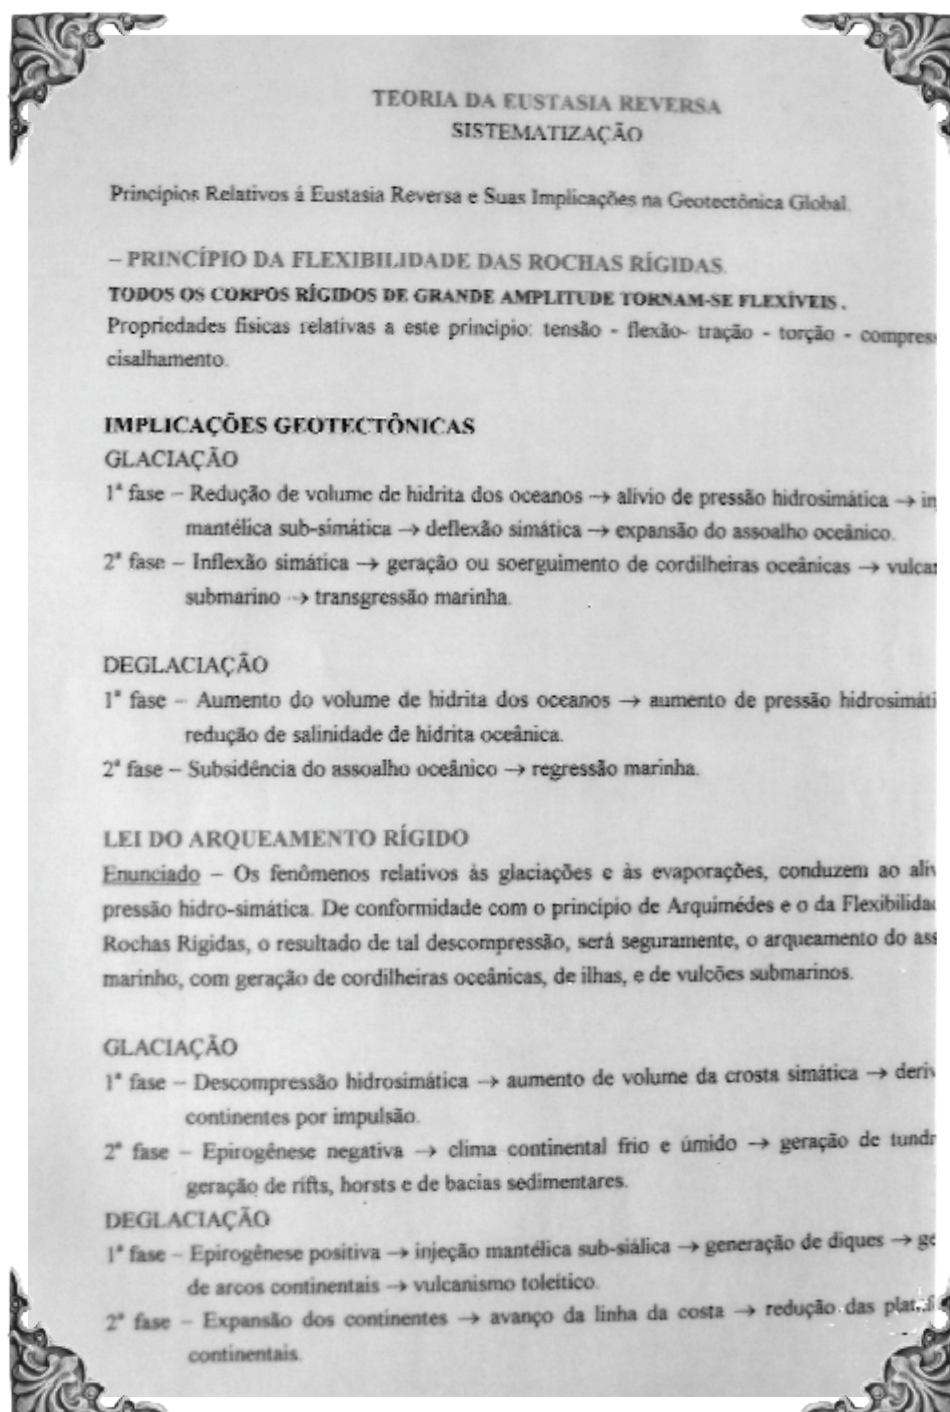 TEORIA DA EUSTASIA REVERSA
SISTEMATIZAÇÃO
Princípios Relativos á Eustasia Reversa e Suas Implicações na Geotectônica Global.
– PRINCÍPIO DA FLEXIBILIDADE DAS ROCHAS RÍGIDAS.
TODOS OS CORPOS RÍGIDOS DE GRANDE AMPLITUDE TORNAM-SE FLEXÍVEIS .
Propriedades físicas relativas a este princípio: tensão - flexão- tração - torção - compres
cisalhamento.
IMPLICAÇÕES GEOTECTÔNICAS
GLACIAÇÃO
1ª fase – Redução de volume de hidrita dos oceanos → alívio de pressão hidrosimática → in
mantélica sub-simática → deflexão simática → expansão do assoalho oceânico.
2ª fase – Inflexão simática → geração ou soerguimento de cordilheiras oceânicas → vulcan
submarino → transgressão marinha.
DEGLACIAÇÃO
1ª fase – Aumento do volume de hidrita dos oceanos → aumento de pressão hidrosimáti
redução de salinidade de hidrita oceânica.
2ª fase – Subsidência do assoalho oceânico → regressão marinha.
LEI DO ARQUEAMENTO RÍGIDO
Enunciado – Os fenômenos relativos às glaciações e às evaporações, conduzem ao alív
pressão hidro-simática. De conformidade com o princípio de Arquimédes e o da Flexibilidad
Rochas Rígidas, o resultado de tal descompressão, será seguramente, o arqueamento do ass
marinho, com geração de cordilheiras oceânicas, de ilhas, e de vulcões submarinos.
GLACIAÇÃO
1ª fase – Descompressão hidrosimática → aumento de volume da crosta simática → deriv
continentes por impulsão.
2ª fase – Epirogênese negativa → clima continental frio e úmido → geração de tundr
geração de rifts, horsts e de bacias sedimentares.
DEGLACIAÇÃO
1ª fase – Epirogênese positiva → injeção mantélica sub-siálica → generação de diques → ge
de arcos continentais → vulcanismo toleítico.
2ª fase – Expansão dos continentes → avanço da linha da costa → redução das plataf
continentais.